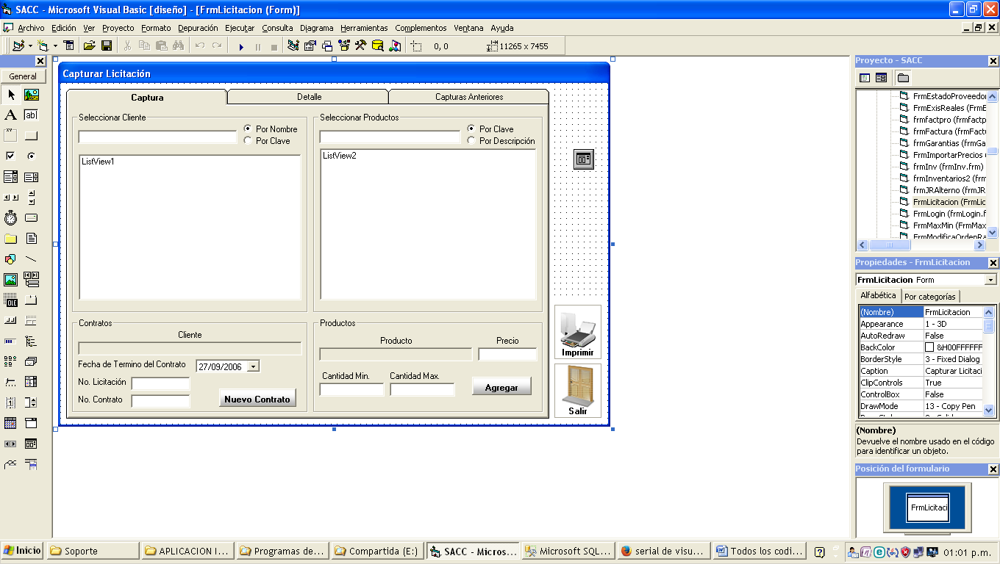 SACC - Microsoft Visual Basic [diseño] - [FrmLicitacion (Form)]
Archivo Edición Ver Proyecto Formato Depuración Ejecutar Consulta Diagrama Herramientas Complementos Ventana Ayuda
0, 0 11265 x 7455
General
A ab|
xy
OLE
Capturar Licitación
Captura Detalle Capturas Anteriores
Seleccionar Cliente
Por Nombre
Por Clave
ListView1
Seleccionar Productos
Por Clave
Por Descripción
ListView2
Contratos
Cliente
Fecha de Termino del Contrato 27/09/2006
No. Licitación
No. Contrato
Nuevo Contrato
Productos
Producto Precio
Cantidad Min. Cantidad Max.
Agregar
Imprimir
Salir
Proyecto - SACC
FrmEstadoProveedor
FrmExisReales (FrmE
frmfactpro (frmfactp
frmFactura (frmFact
frmGarantias (frmGa
FrmImportarPrecios (
frmInv (frmInv.frm)
frmInventarios2 (frm
frmJRAlterno (frmJR
FrmLicitacion (FrmLic
FrmLogin (frmLogin.f
FrmMaxMin (FrmMax
FrmModificaOrdenRa
Propiedades - FrmLicitacion
FrmLicitacion Form
Alfabética Por categorías
(Nombre) FrmLicitacion
Appearance 1 - 3D
AutoRedraw False
BackColor &H00FFFFFF
BorderStyle 3 - Fixed Dialog
Caption Capturar Licitaci
ClipControls True
ControlBox False
DrawMode 13 - Copy Pen
(Nombre)
Devuelve el nombre usado en el código
para identificar un objeto.
Posición del formulario
FrmLicitaci
Inicio Soporte APLICACION I... Programas de... Compartida (E:) SACC - Micros... Microsoft SQL... serial de visu... Todos los codi... 01:01 p.m.